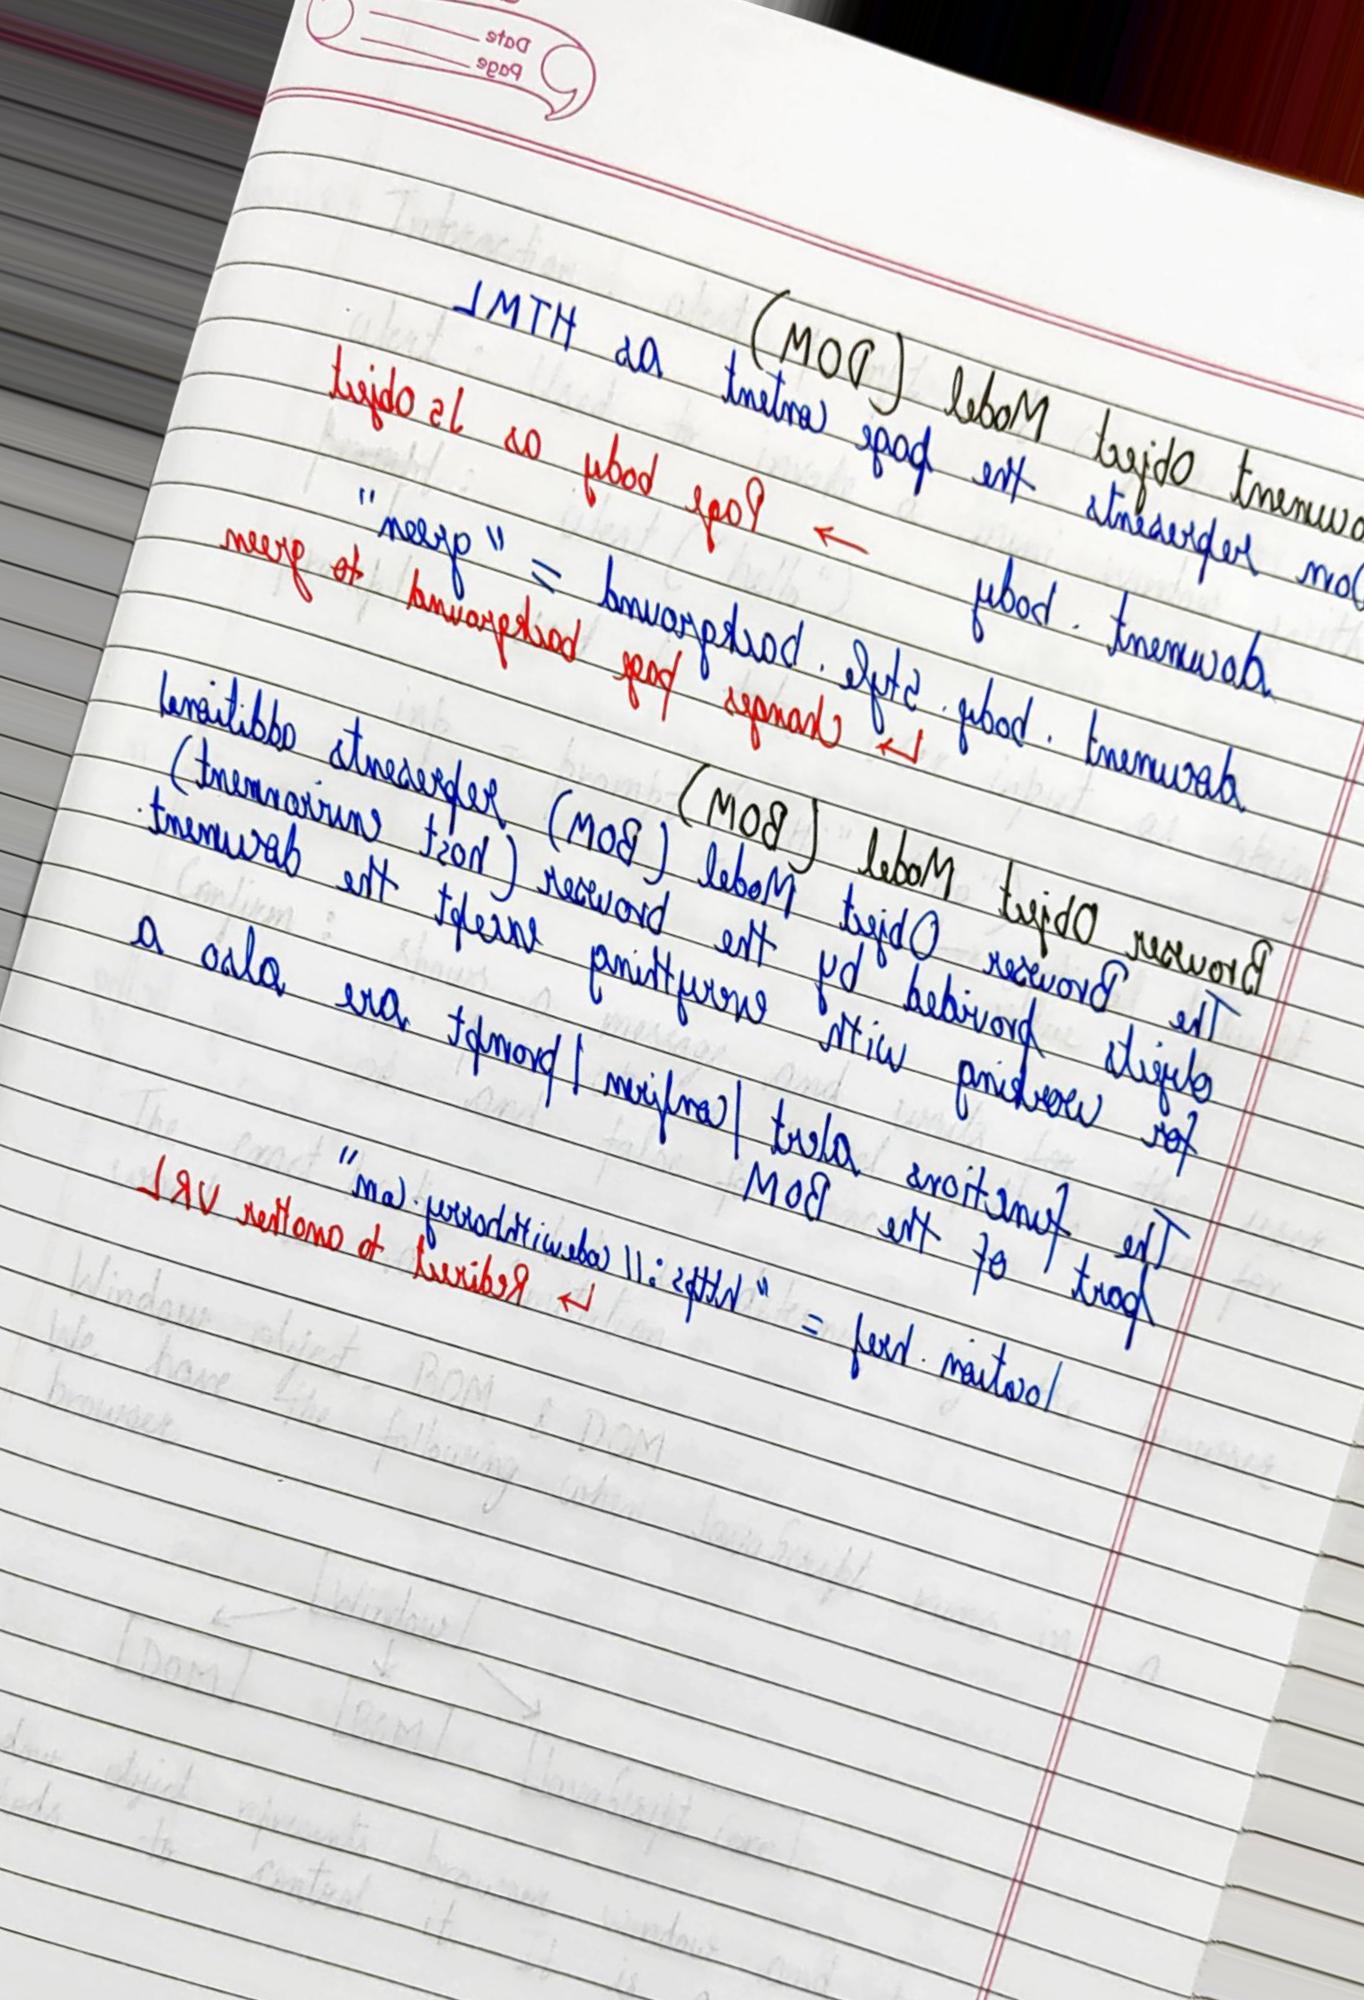 Date
Page
Document Object Model (DOM)
Dom represents the page content as HTML
document . body → Page body as Js object
document . body . Style . background = "green"
↳ changes page background to green
Browser Object Model (BOM)
The Browser Object Model (BOM) represents additional
objects provided by the browser (host environment)
for working with everything except the document.
The functions alert / confirm / prompt are also a
part of the BOM
location . href = "https://codewithharry.com"
↳ Redirect to another URL